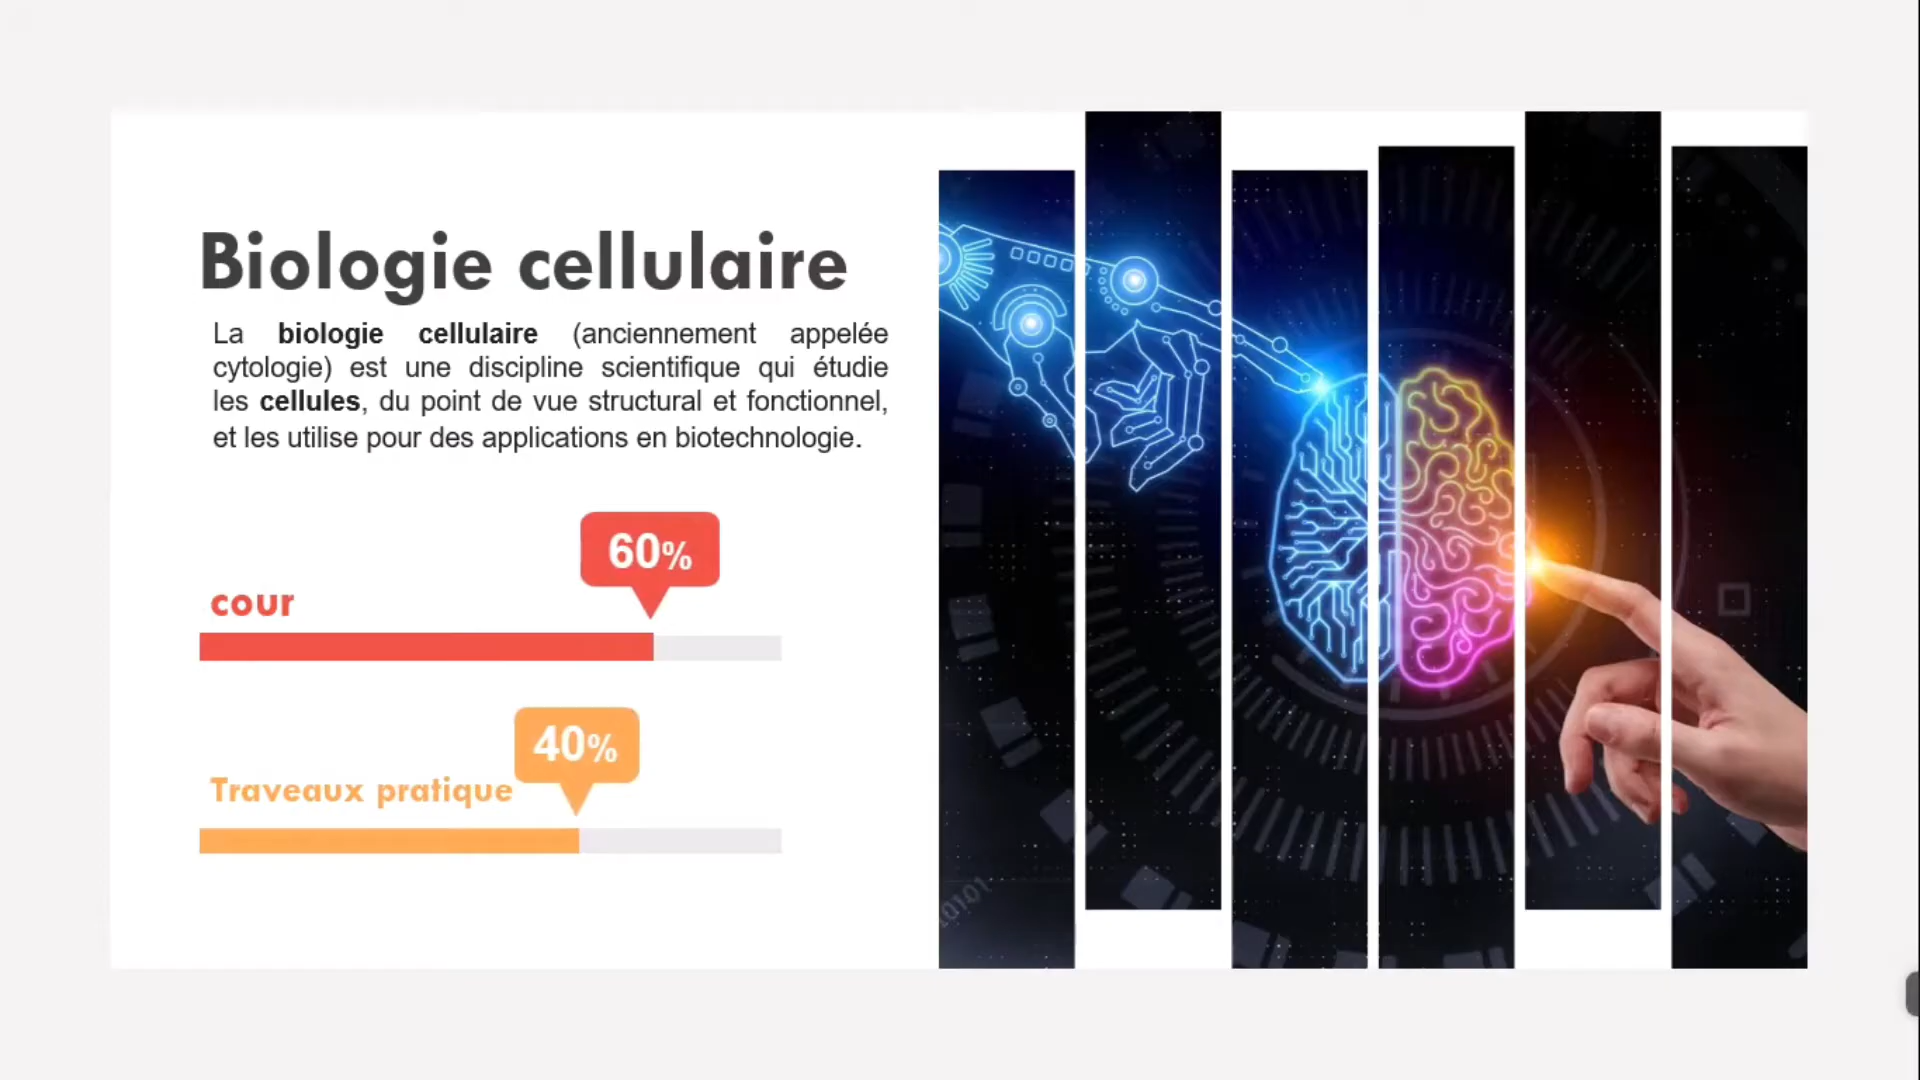 Biologie cellulaire
La biologie cellulaire (anciennement appelée
cytologie) est une discipline scientifique qui étudie
les cellules, du point de vue structural et fonctionnel,
et les utilise pour des applications en biotechnologie.
60%
cour
40%
Traveaux pratique